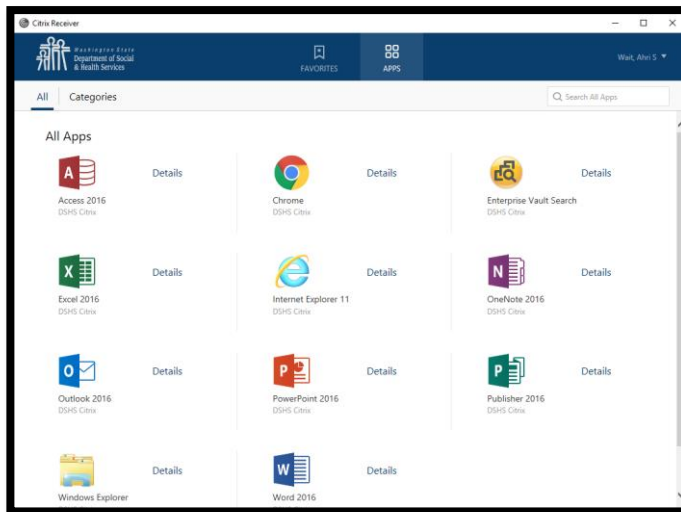 Citrix Receiver
Washington State
Department of Social
& Health Services
FAVORITES
APPS
Wait, Ahri S
All
Categories
Search All Apps
All Apps
Details
Access 2016
DSHS Citrix
Details
Chrome
DSHS Citrix
Details
Enterprise Vault Search
DSHS Citrix
Details
Excel 2016
DSHS Citrix
Details
Internet Explorer 11
DSHS Citrix
Details
OneNote 2016
DSHS Citrix
Details
Outlook 2016
DSHS Citrix
Details
PowerPoint 2016
DSHS Citrix
Details
Publisher 2016
DSHS Citrix
Details
Windows Explorer
Details
Word 2016